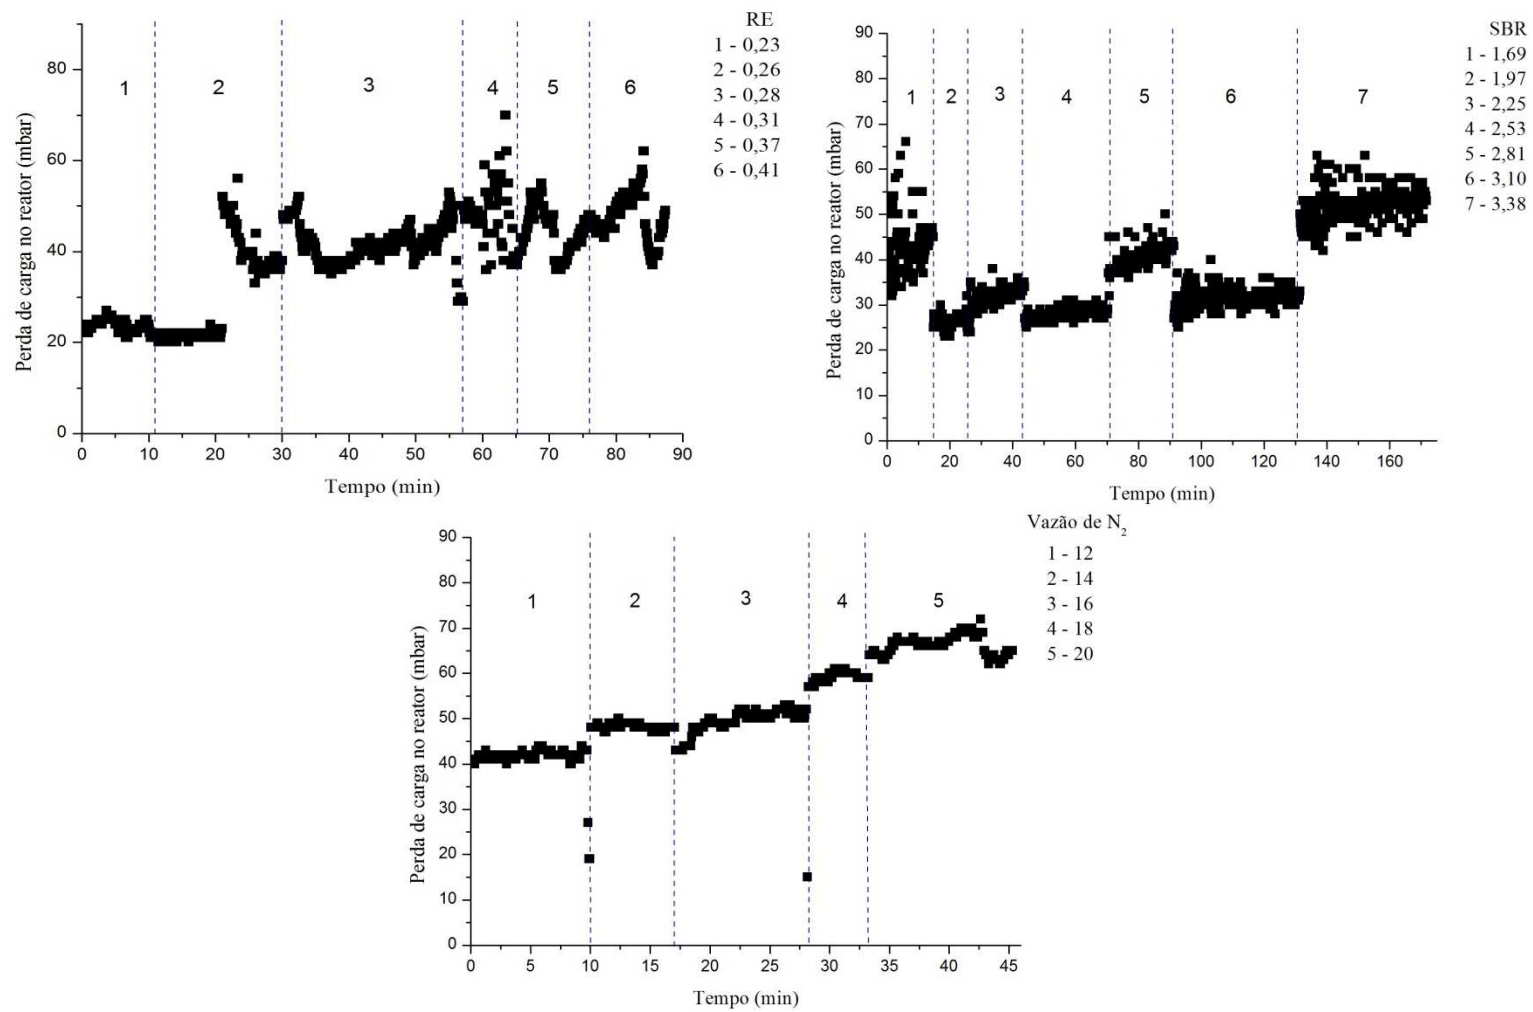 RE
1 - 0,23
2 - 0,26
3 - 0,28
4 - 0,31
5 - 0,37
6 - 0,41
1 2 3 4 5 6
80
60
40
20
0
Perda de carga no reator (mbar)
0 10 20 30 40 50 60 70 80 90
Tempo (min)
SBR
1 - 1,69
2 - 1,97
3 - 2,25
4 - 2,53
5 - 2,81
6 - 3,10
7 - 3,38
1 2 3 4 5 6 7
90
80
70
60
50
40
30
20
10
0
Perda de carga no reator (mbar)
0 20 40 60 80 100 120 140 160
Tempo (min)
Vazão de N2
1 - 12
2 - 14
3 - 16
4 - 18
5 - 20
1 2 3 4 5
90
80
70
60
50
40
30
20
10
0
Perda de carga no reator (mbar)
0 5 10 15 20 25 30 35 40 45
Tempo (min)